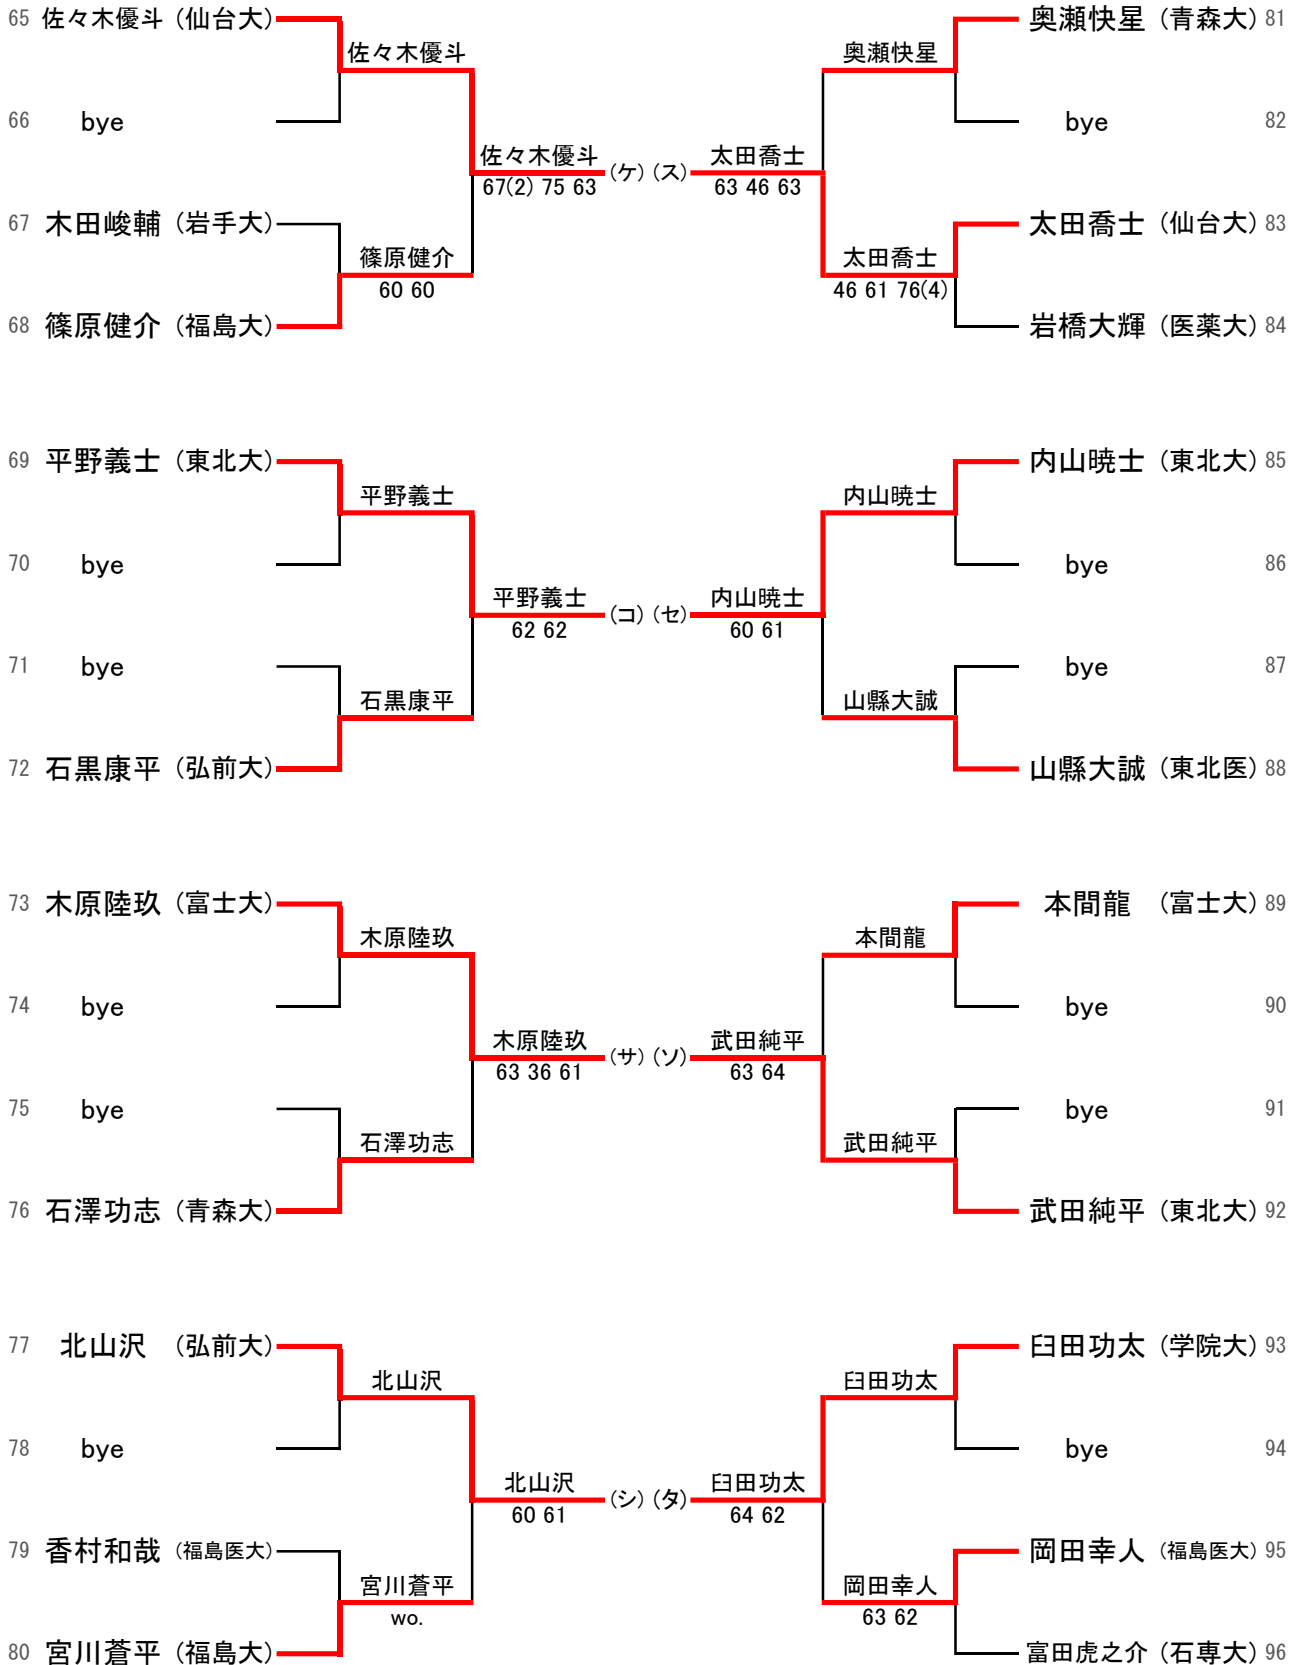 65 佐々木優斗 (仙台大)
佐々木優斗
66 bye
佐々木優斗 (ケ)
67(2) 75 63
67 木田峻輔 (岩手大)
篠原健介
60 60
68 篠原健介 (福島大)
奥瀬快星 (青森大) 81
奥瀬快星
bye 82
(ス) 太田喬士
63 46 63
太田喬士 (仙台大) 83
太田喬士
46 61 76(4)
岩橋大輝 (医薬大) 84
69 平野義士 (東北大)
平野義士
70 bye
平野義士 (コ)
62 62
71 bye
石黒康平
72 石黒康平 (弘前大)
内山暁士 (東北大) 85
内山暁士
bye 86
(セ) 内山暁士
60 61
bye 87
山縣大誠
山縣大誠 (東北医) 88
73 木原陸玖 (富士大)
木原陸玖
74 bye
木原陸玖 (サ)
63 36 61
75 bye
石澤功志
76 石澤功志 (青森大)
本間龍 (富士大) 89
本間龍
bye 90
(ソ) 武田純平
63 64
bye 91
武田純平
武田純平 (東北大) 92
77 北山沢 (弘前大)
北山沢
78 bye
北山沢 (シ)
60 61
79 香村和哉 (福島医大)
宮川蒼平
wo.
80 宮川蒼平 (福島大)
臼田功太 (学院大) 93
臼田功太
bye 94
(タ) 臼田功太
64 62
岡田幸人 (福島医大) 95
岡田幸人
63 62
富田虎之介 (石専大) 96